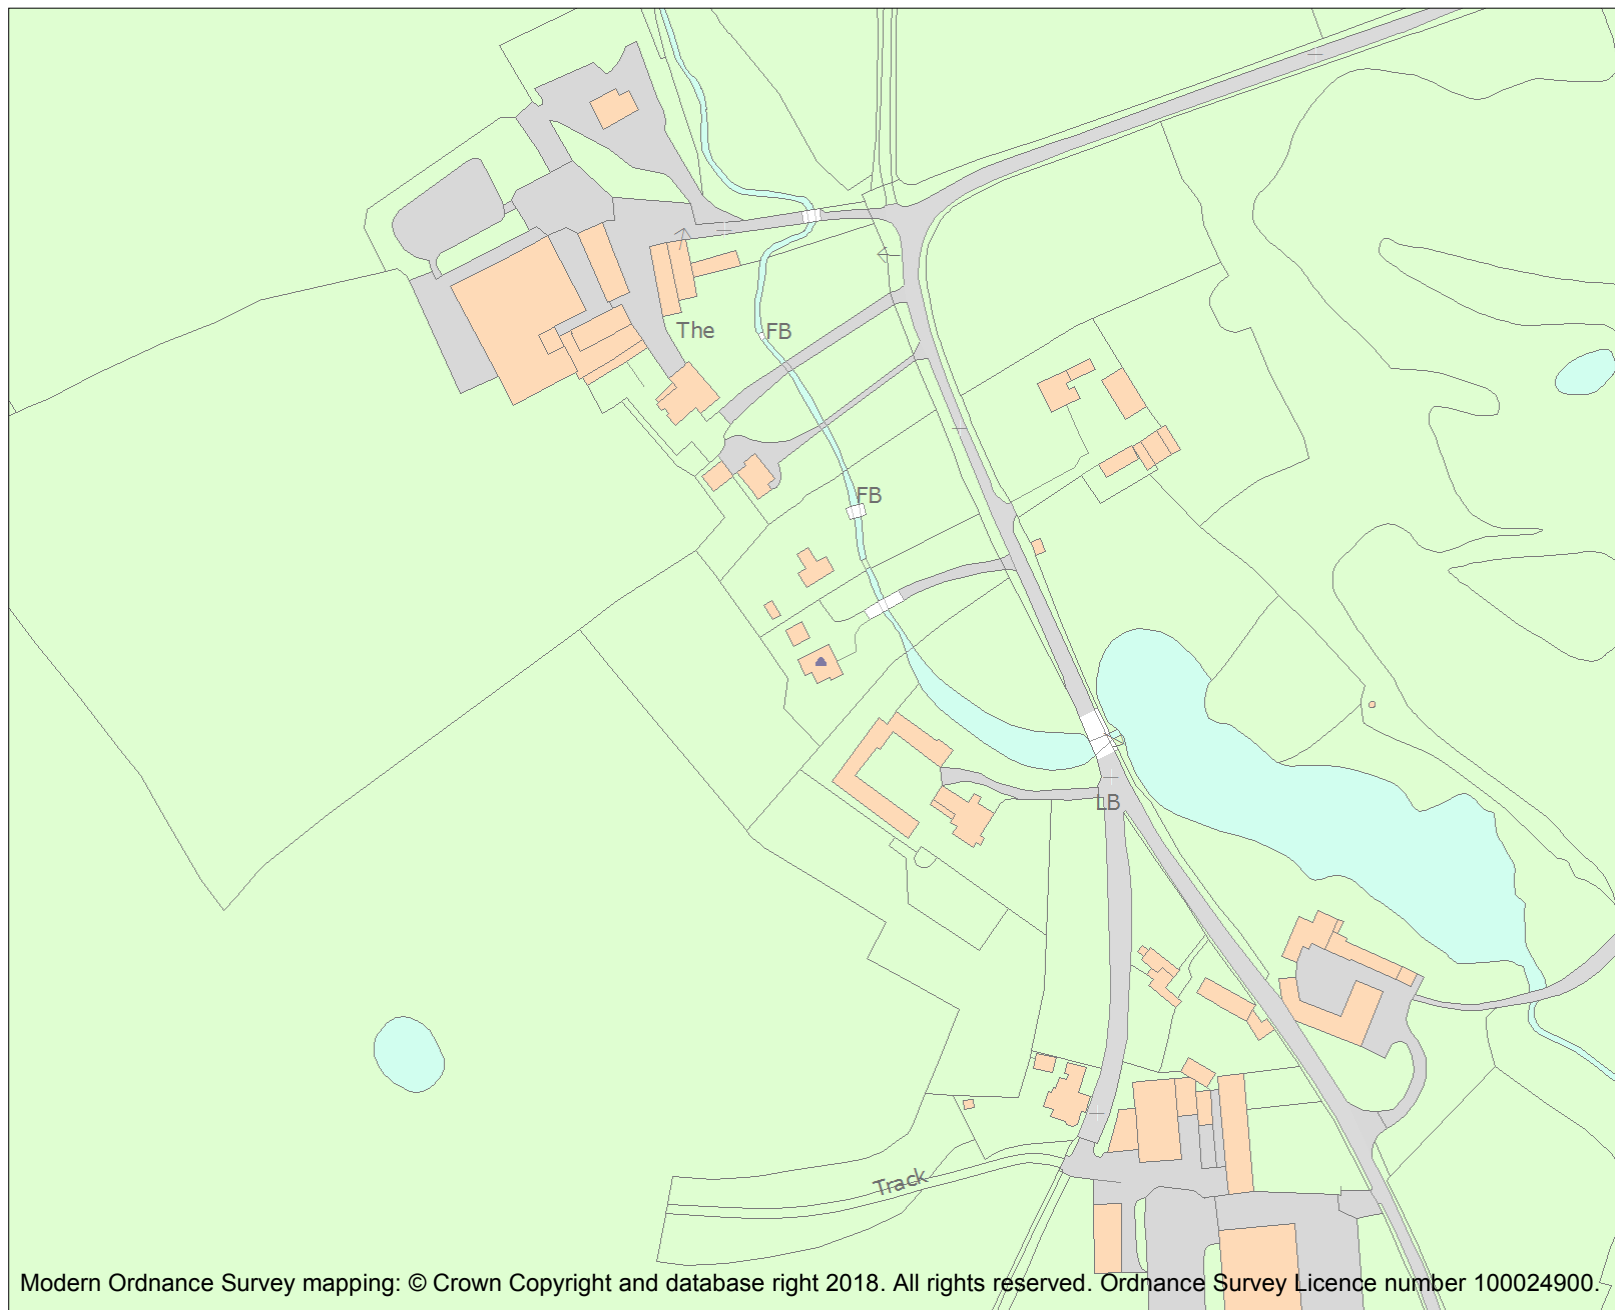 The
FB
FB
LB
Track
Modern Ordnance Survey mapping: © Crown Copyright and database right 2018. All rights reserved. Ordnance Survey Licence number 100024900.